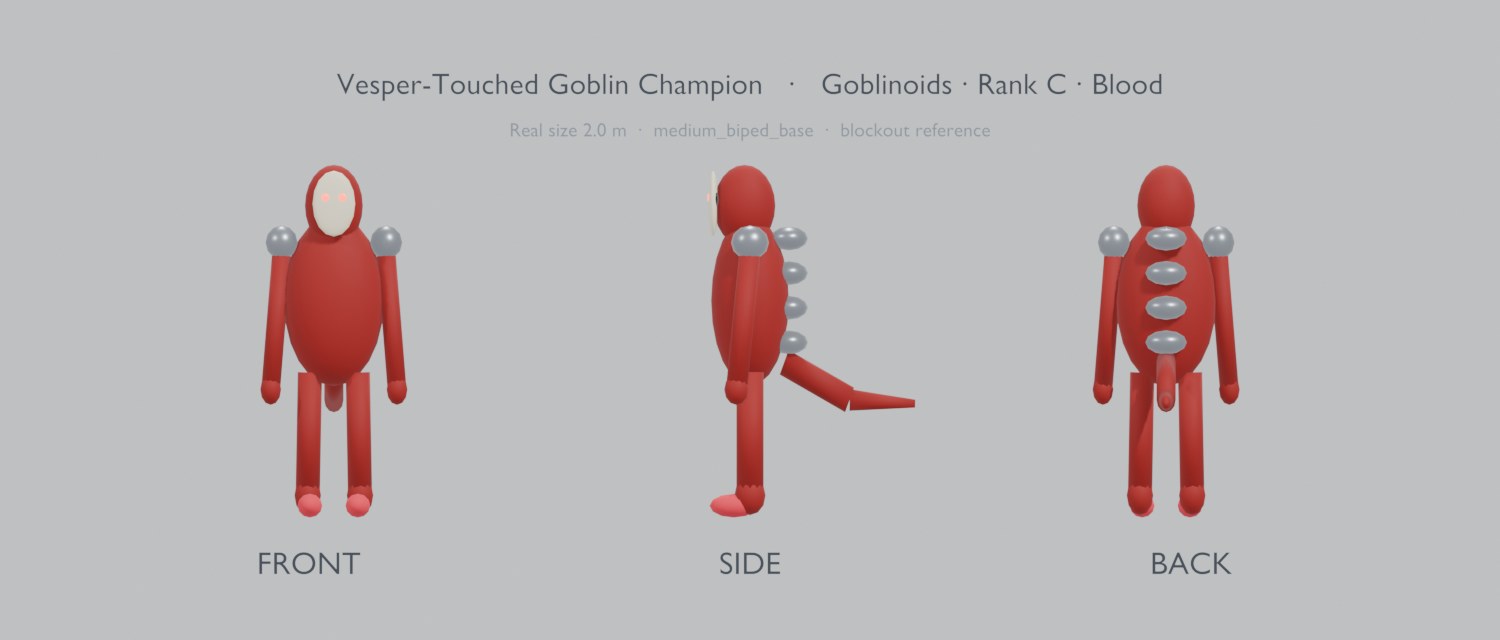 Vesper-Touched Goblin Champion · Goblinoids · Rank C · Blood
Real size 2.0 m · medium_biped_base · blockout reference
FRONT SIDE BACK